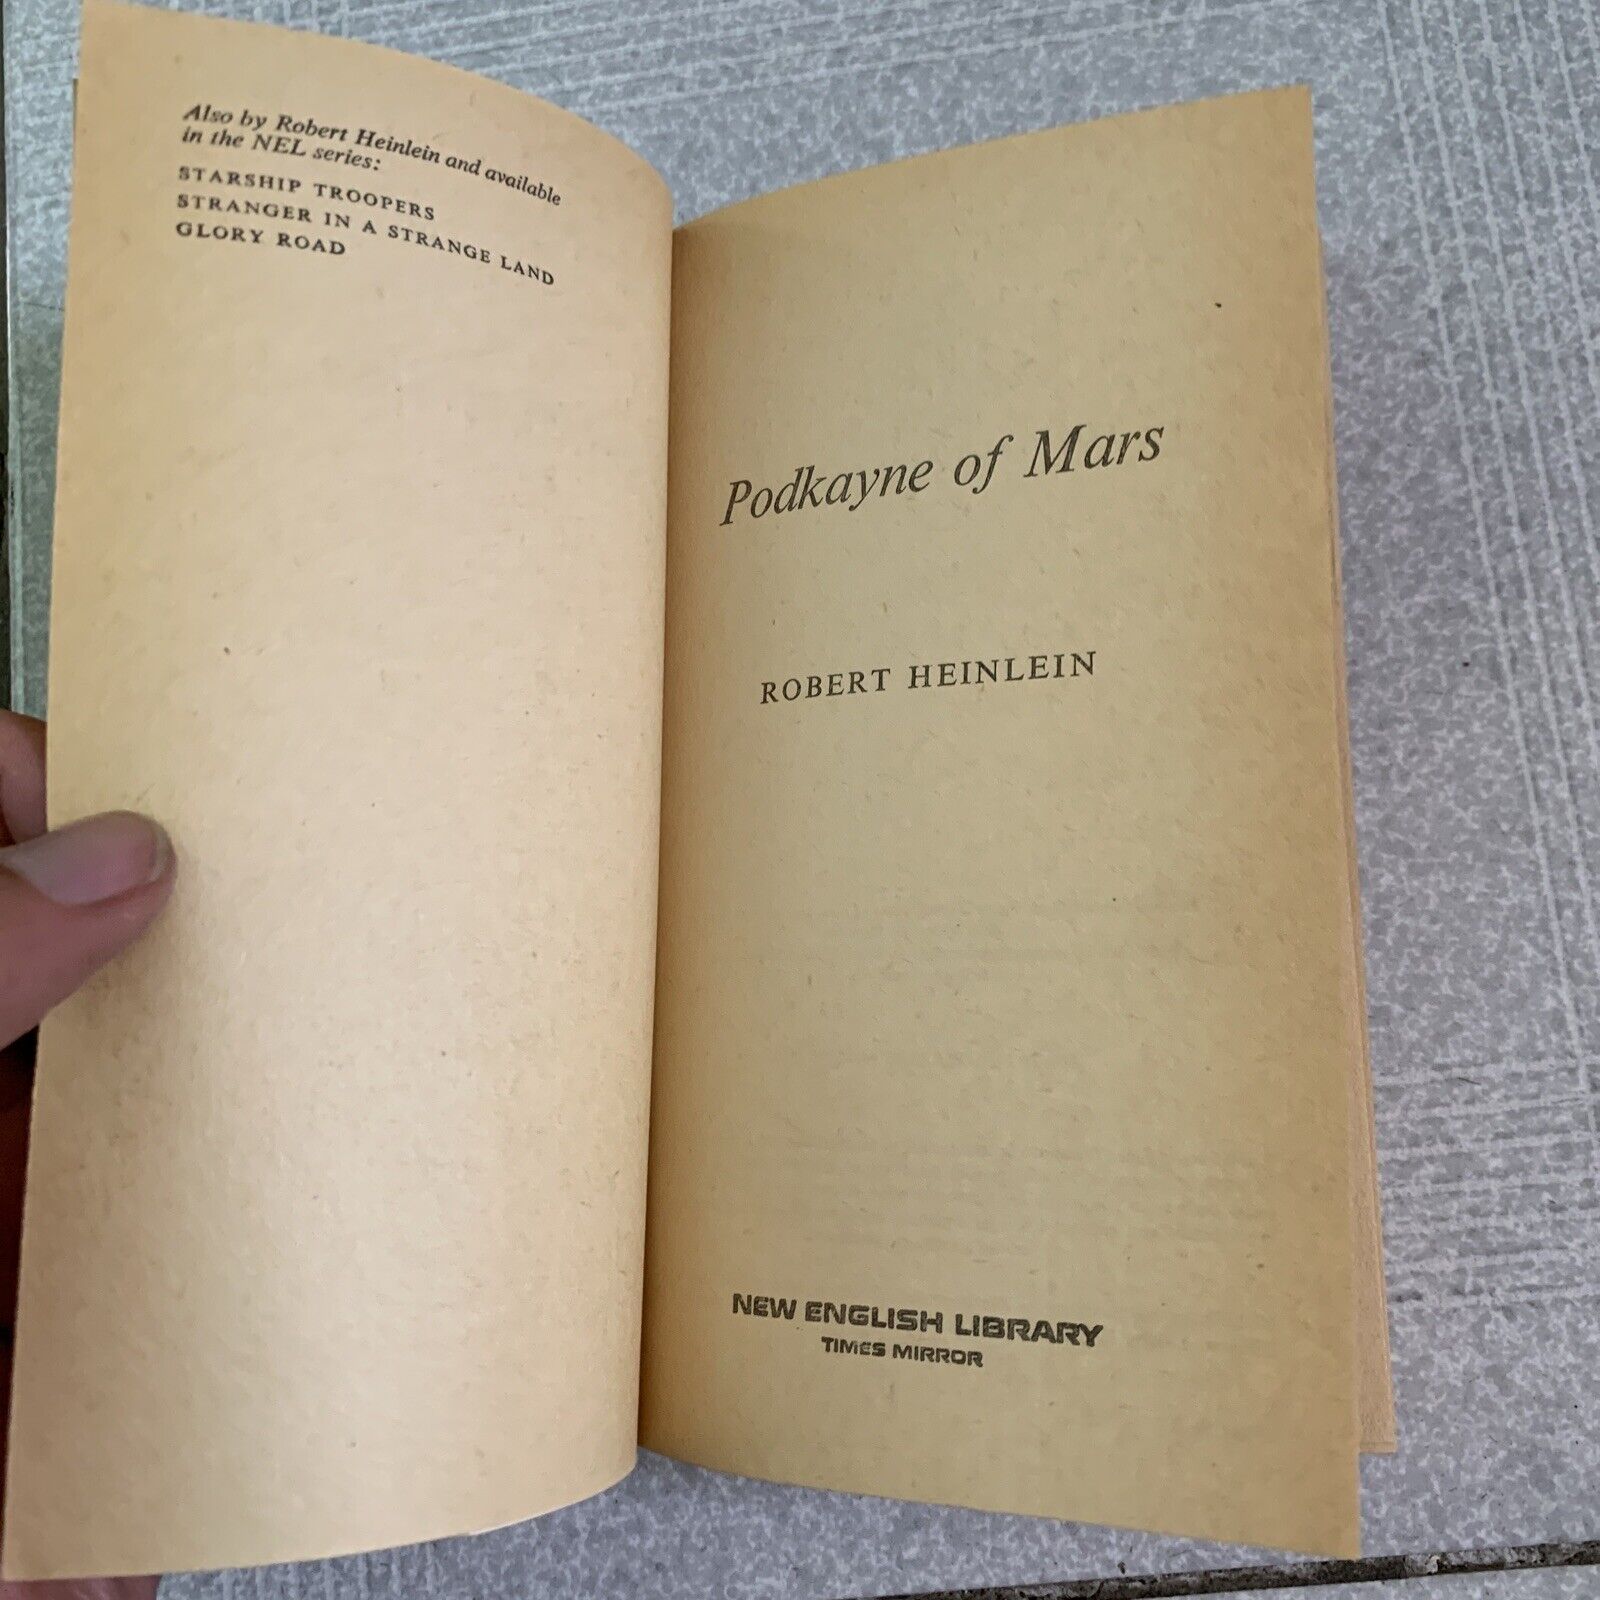 Also by Robert Heinlein and available
in the NEL series:
STARSHIP TROOPERS
STRANGER IN A STRANGE LAND
GLORY ROAD
Podkayne of Mars
ROBERT HEINLEIN
NEW ENGLISH LIBRARY
TIMES MIRROR